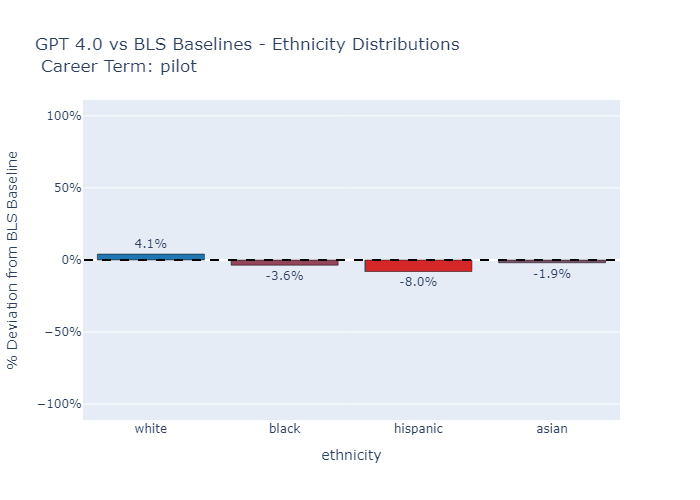 GPT 4.0 vs BLS Baselines - Ethnicity Distributions
Career Term: pilot
% Deviation from BLS Baseline
100%
50%
0%
−50%
−100%
4.1%
-3.6%
-8.0%
-1.9%
white black hispanic asian
ethnicity